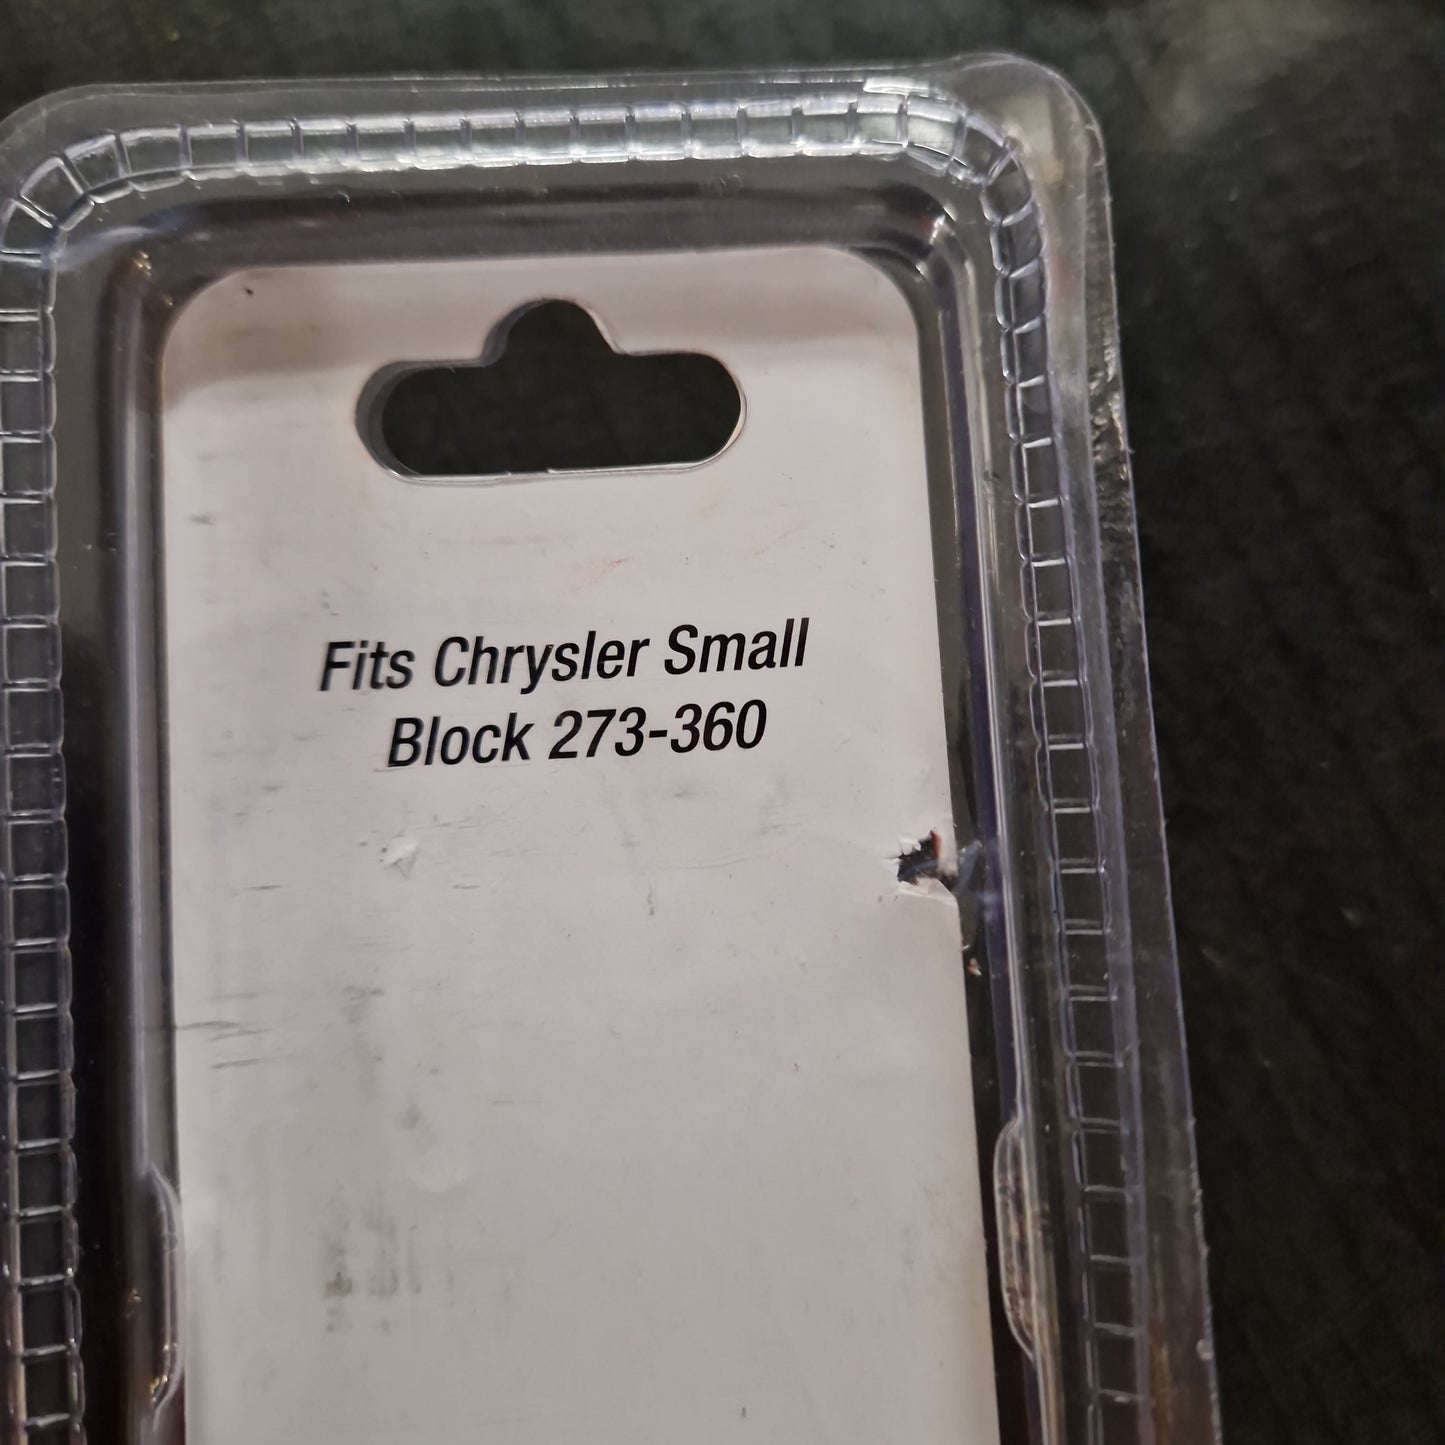 Fits Chrysler Small
Block 273-360